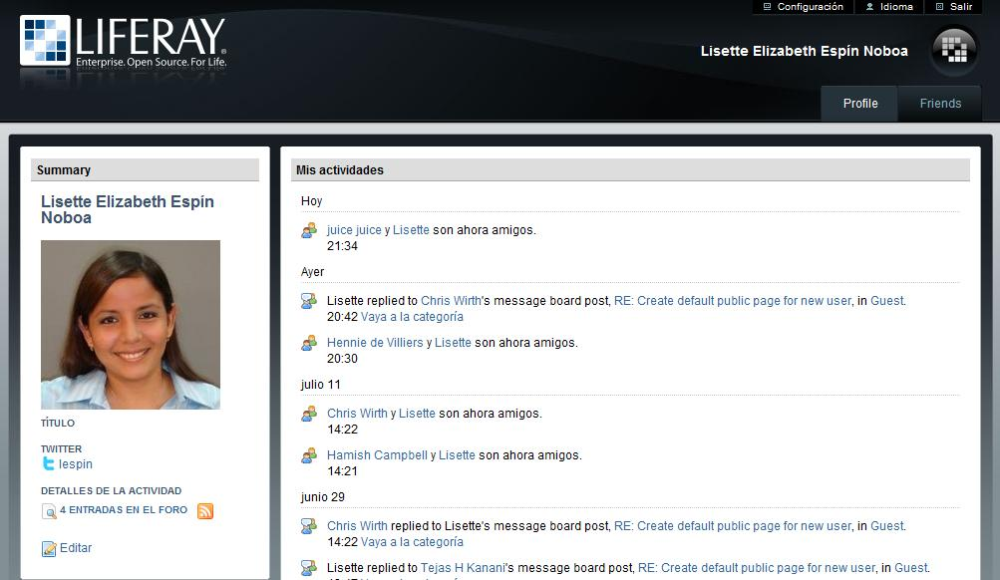 Configuración Idioma Salir
LIFERAY®
Enterprise. Open Source. For Life.
Lisette Elizabeth Espín Noboa
Profile Friends
Summary
Lisette Elizabeth Espín
Noboa
TÍTULO
TWITTER
lespin
DETALLES DE LA ACTIVIDAD
4 ENTRADAS EN EL FORO
Editar
Mis actividades
Hoy
juice juice y Lisette son ahora amigos.
21:34
Ayer
Lisette replied to Chris Wirth's message board post, RE: Create default public page for new user, in Guest.
20:42 Vaya a la categoría
Hennie de Villiers y Lisette son ahora amigos.
20:30
julio 11
Chris Wirth y Lisette son ahora amigos.
14:22
Hamish Campbell y Lisette son ahora amigos.
14:21
junio 29
Chris Wirth replied to Lisette's message board post, RE: Create default public page for new user, in Guest.
14:22 Vaya a la categoría
Lisette replied to Tejas H Kanani's message board post, RE: Create default public page for new user, in Guest.